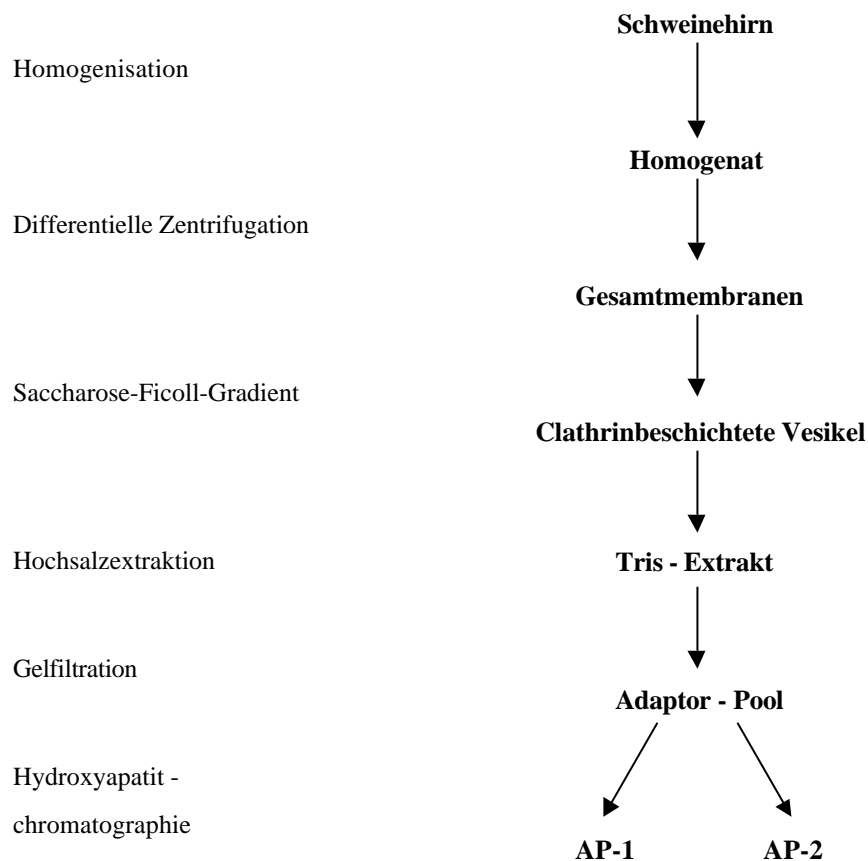 Schweinehirn
Homogenisation
Homogenat
Differentielle Zentrifugation
Gesamtmembranen
Saccharose-Ficoll-Gradient
Clathrinbeschichtete Vesikel
Hochsalzextraktion
Tris - Extrakt
Gelfiltration
Adaptor - Pool
Hydroxyapatit -
chromatographie
AP-1 AP-2